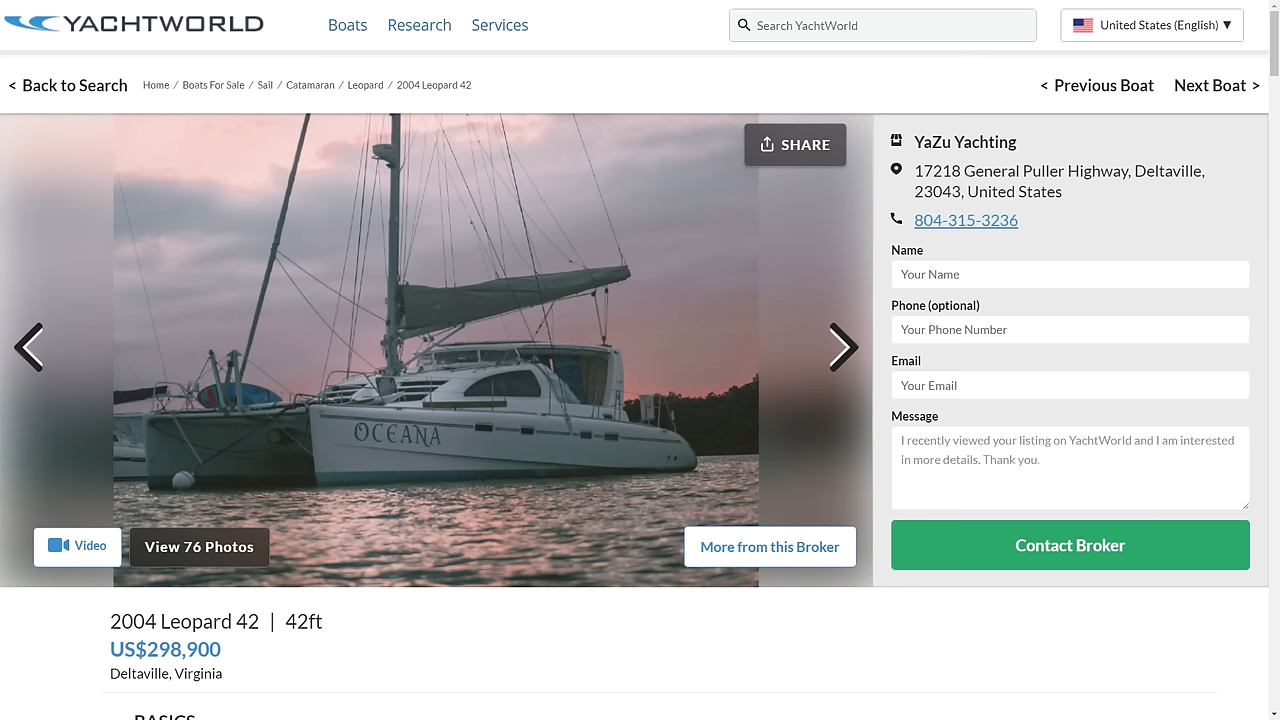 YACHTWORLD
Boats Research Services
Search YachtWorld
United States (English) ▼
< Back to Search
Home / Boats For Sale / Sail / Catamaran / Leopard / 2004 Leopard 42
< Previous Boat Next Boat >
SHARE
OCEANA
Video
View 76 Photos
More from this Broker
YaZu Yachting
17218 General Puller Highway, Deltaville,
23043, United States
804-315-3236
Name
Your Name
Phone (optional)
Your Phone Number
Email
Your Email
Message
I recently viewed your listing on YachtWorld and I am interested
in more details. Thank you.
Contact Broker
2004 Leopard 42 | 42ft
US$298,900
Deltaville, Virginia
BASICS